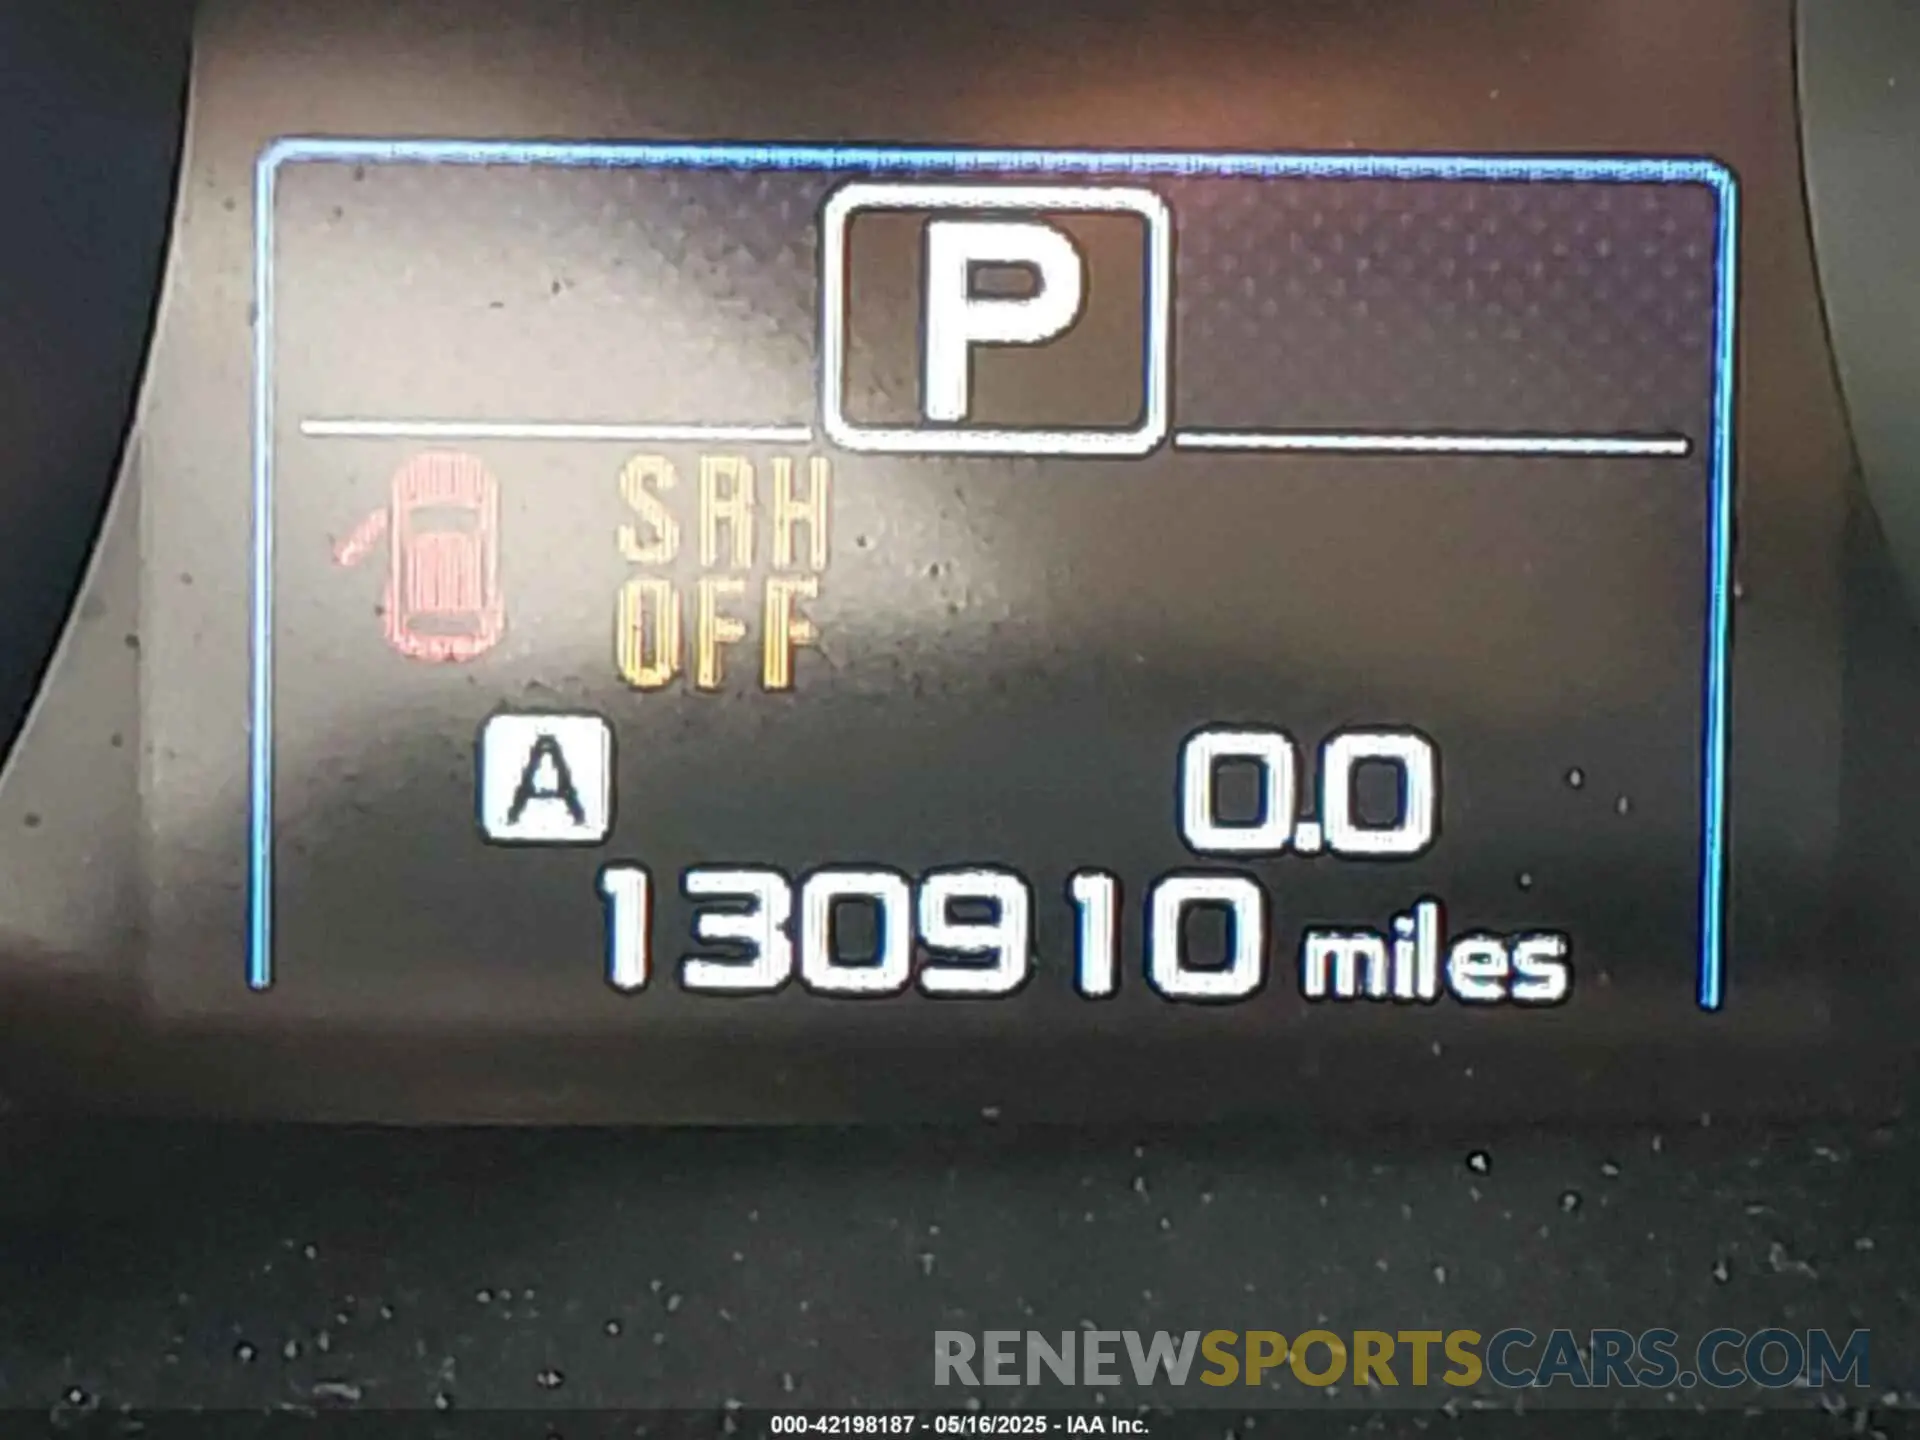 P
SRH
OFF
A
0.0
130910 miles
RENEWSPORTSCARS.COM
000-42198187 - 05/16/2025 - IAA Inc.